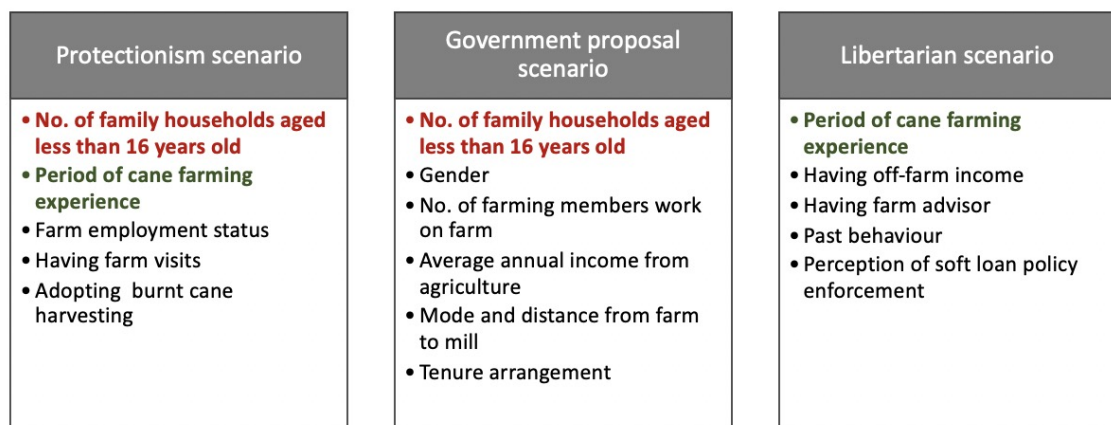 Protectionism scenario
• No. of family households aged
less than 16 years old
• Period of cane farming
experience
• Farm employment status
• Having farm visits
• Adopting  burnt cane
harvesting
Government proposal
scenario
• No. of family households aged
less than 16 years old
• Gender
• No. of farming members work
on farm
• Average annual income from
agriculture
• Mode and distance from farm
to mill
• Tenure arrangement
Libertarian scenario
• Period of cane farming
experience
• Having off-farm income
• Having farm advisor
• Past behaviour
• Perception of soft loan policy
enforcement